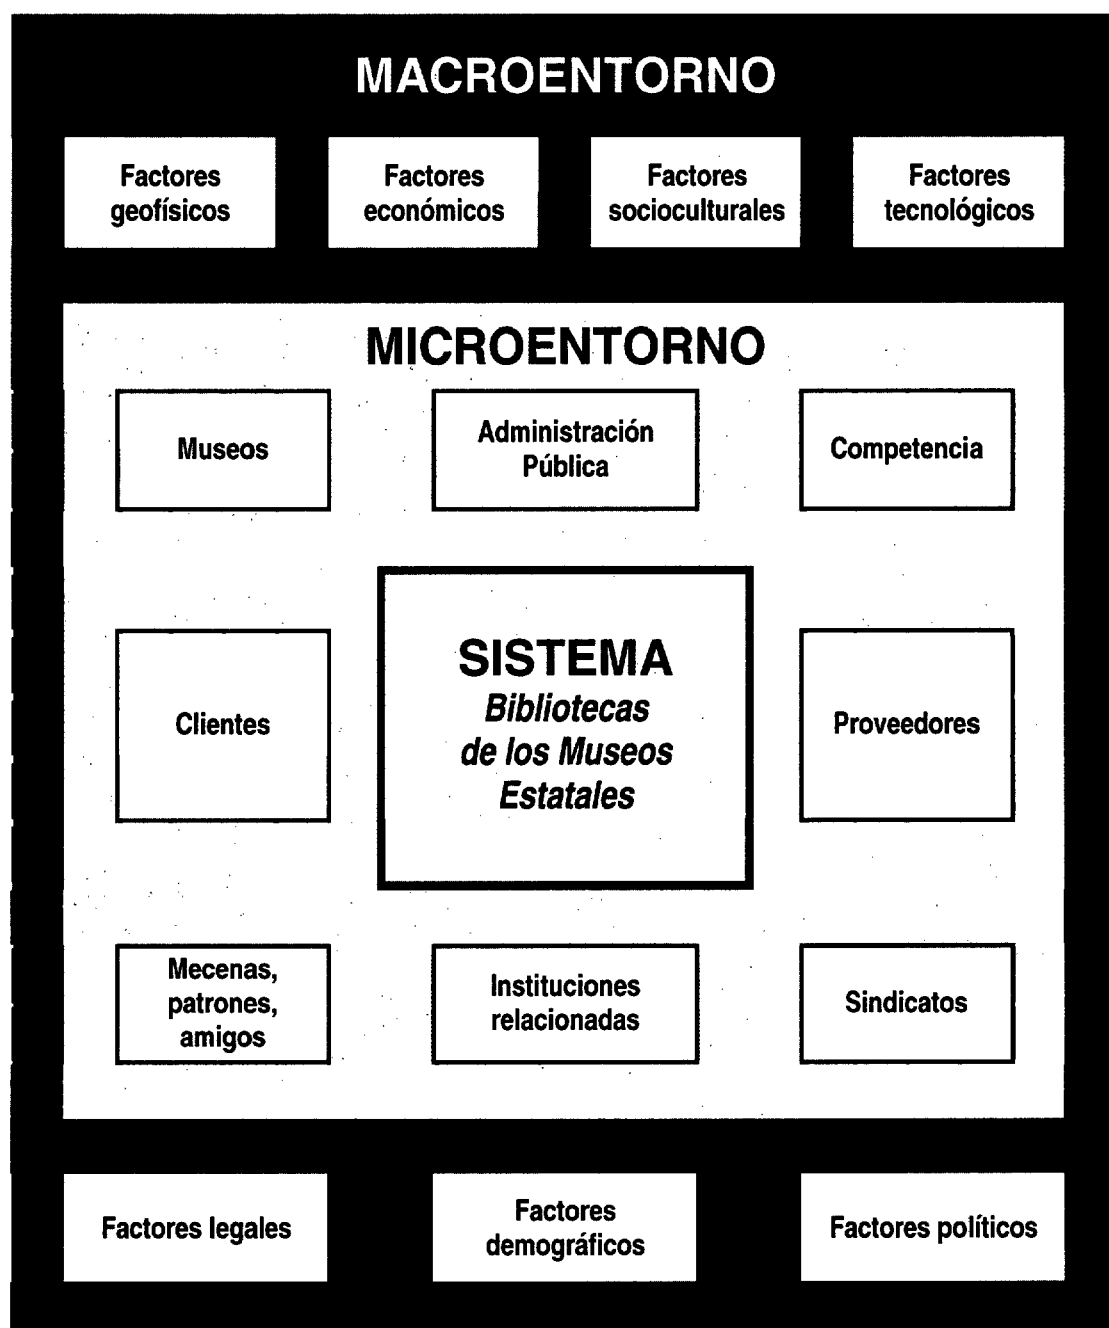 MACROENTORNO
Factores
geofísicos
Factores
económicos
Factores
socioculturales
Factores
tecnológicos
MICROENTORNO
Museos
Administración
Pública
Competencia
Clientes
SISTEMA
Bibliotecas
de los Museos
Estatales
Proveedores
Mecenas,
patrones,
amigos
Instituciones
relacionadas
Sindicatos
Factores legales
Factores
demográficos
Factores políticos